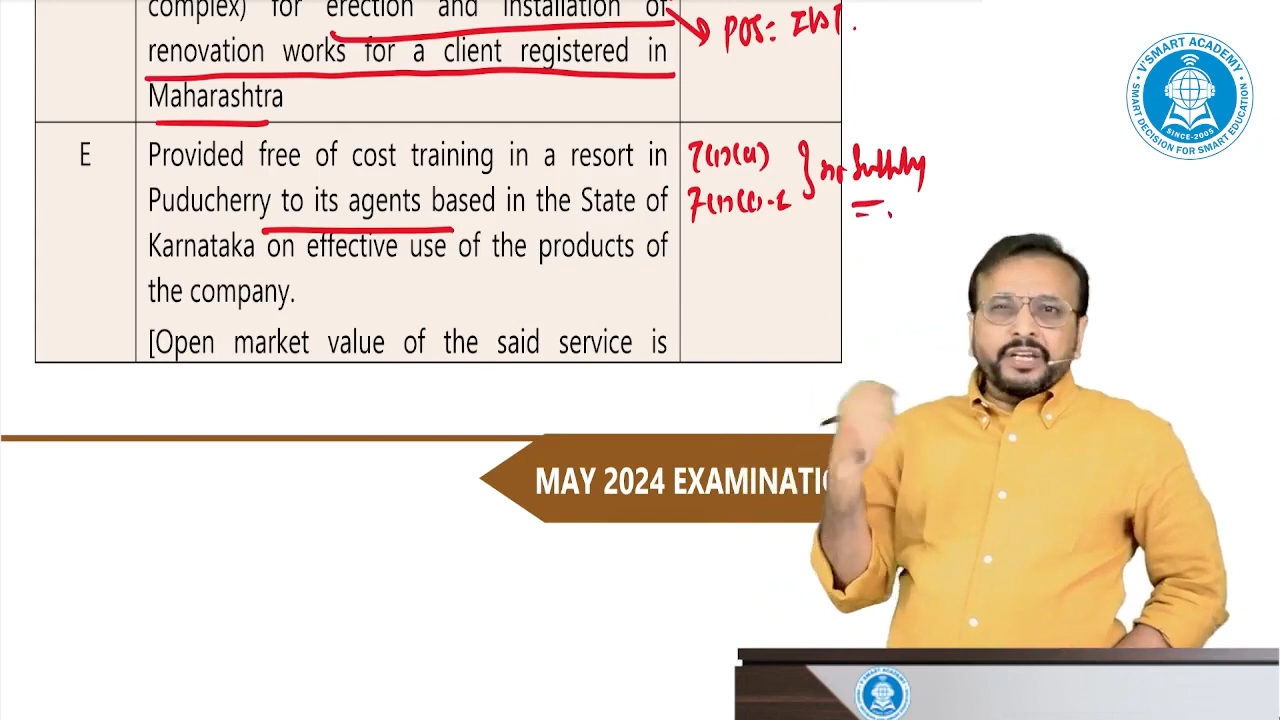 complex) for erection and installation of
renovation works for a client registered in
Maharashtra
POS =
E
Provided free of cost training in a resort in
Puducherry to its agents based in the State of
Karnataka on effective use of the products of
the company.
[Open market value of the said service is
7(1)(a)
no supply
MAY 2024 EXAMINATI
V'SMART ACADEMY
SINCE-2005
SMART DECISION FOR SMART EDUCATION